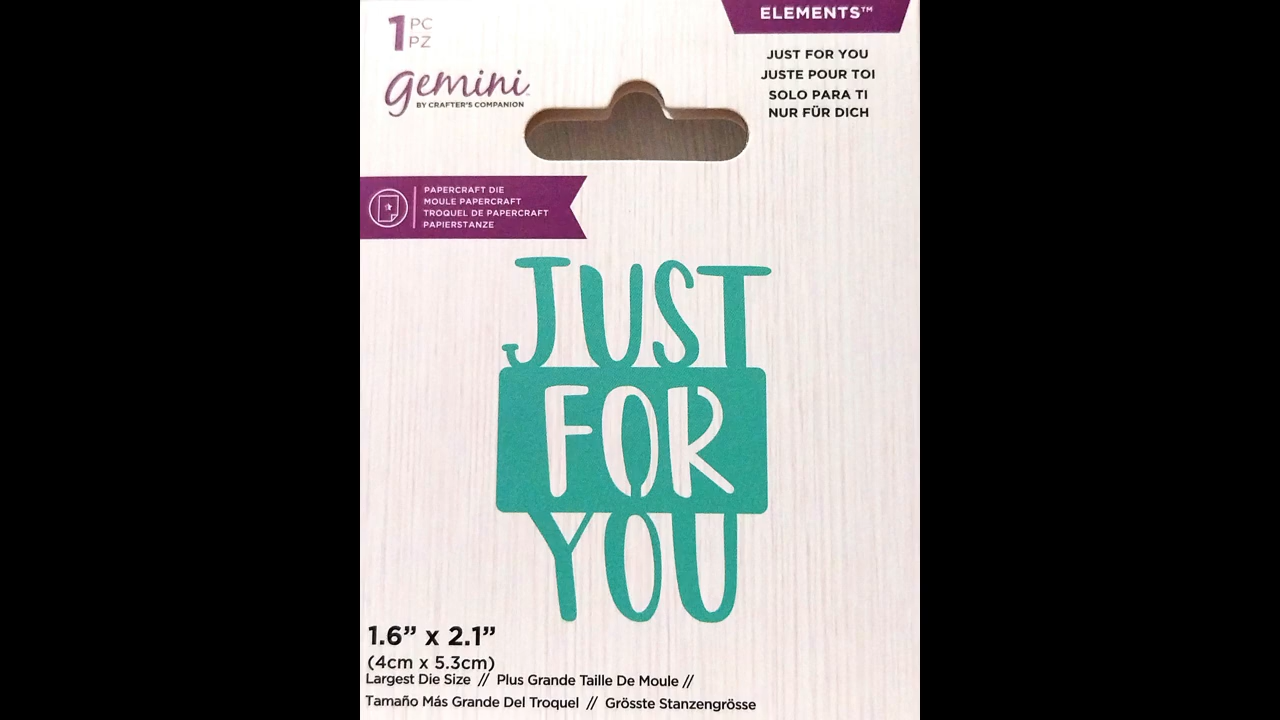 1 PC
PZ
gemini™
BY CRAFTER'S COMPANION
ELEMENTS™
JUST FOR YOU
JUSTE POUR TOI
SOLO PARA TI
NUR FÜR DICH
PAPERCRAFT DIE
MOULE PAPERCRAFT
TROQUEL DE PAPERCRAFT
PAPIERSTANZE
JUST
FOR
YOU
1.6” x 2.1”
(4cm x 5.3cm)
Largest Die Size // Plus Grande Taille De Moule //
Tamaño Más Grande Del Troquel // Grösste Stanzengrösse